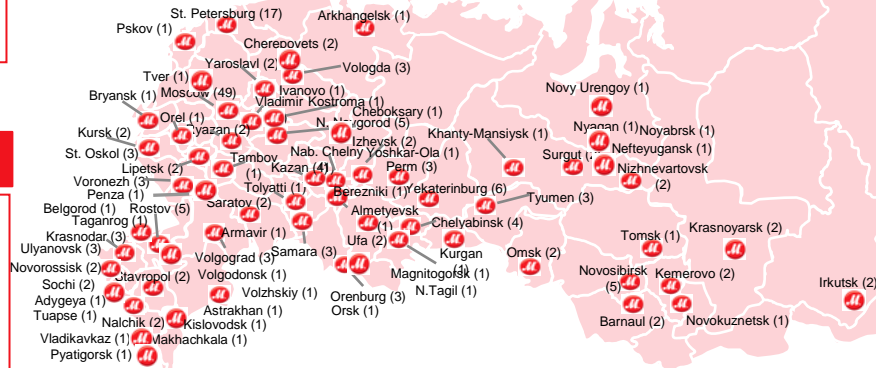 St. Petersburg (17)
Arkhangelsk (1)
Pskov (1)
Cherepovets (2)
Yaroslavl (2)
Vologda (3)
Tver (1)
Moscow (49)
Ivanovo (1)
Novy Urengoy (1)
Bryansk (1)
Vladimir
Kostroma (1)
Cheboksary (1)
Orel (1)
N. Novgorod (5)
Kursk (2)
Ryazan (2)
Khanty-Mansiysk (1)
Nyagan (1)
Noyabrsk (1)
Izhevsk (2)
St. Oskol (3)
Nab. Chelny
Yoshkar-Ola (1)
Surgut
Nefteyugansk (1)
Lipetsk (2)
Tambov
(1)
Kazan (4)
Perm (3)
Nizhnevartovsk
(2)
Voronezh (3)
Tolyatti (1)
Berezniki (1)
Yekaterinburg (6)
Penza (1)
Saratov (2)
Tyumen (3)
Belgorod (1)
Rostov (5)
Almetyevsk
(1)
Taganrog (1)
Chelyabinsk (4)
Krasnoyarsk (2)
Krasnodar (3)
Armavir (1)
Ufa (2)
Tomsk (1)
Ulyanovsk (3)
Volgograd (3)
Samara (3)
Kurgan
(1)
Omsk (2)
Novorossisk (2)
Stavropol (2)
Volgodonsk (1)
Magnitogorsk (1)
Novosibirsk
(5)
Kemerovo (2)
Irkutsk (2)
Sochi (2)
Volzhskiy (1)
N.Tagil (1)
Adygeya (1)
Orenburg (3)
Tuapse (1)
Astrakhan (1)
Orsk (1)
Nalchik (2)
Kislovodsk (1)
Barnaul (2)
Novokuznetsk (1)
Vladikavkaz (1)
Makhachkala (1)
Pyatigorsk (1)